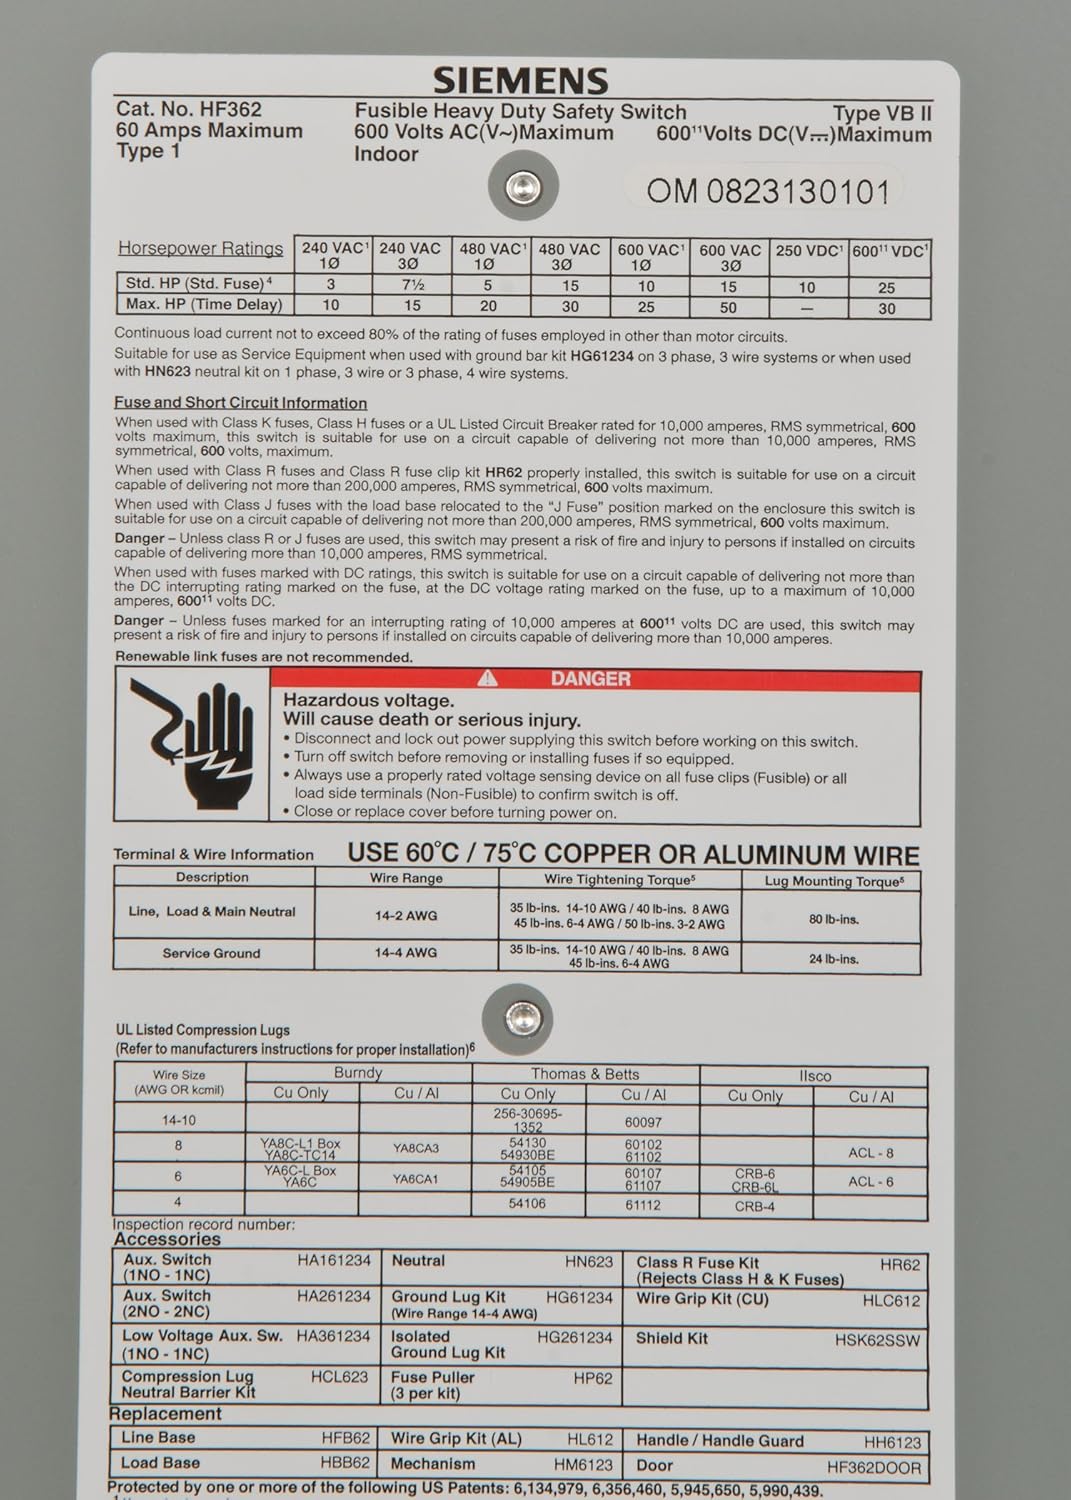 SIEMENS
Cat. No. HF362 Fusible Heavy Duty Safety Switch Type VB II
60 Amps Maximum 600 Volts AC(V~)Maximum 600¹¹Volts DC(V⎓)Maximum
Type 1 Indoor
OM 0823130101
Horsepower Ratings 240 VAC¹ 1Ø 240 VAC 3Ø 480 VAC¹ 1Ø 480 VAC 3Ø 600 VAC¹ 1Ø 600 VAC 3Ø 250 VDC¹ 600¹¹ VDC¹
Std. HP (Std. Fuse)⁴ 3 7½ 5 15 10 15 10 25
Max. HP (Time Delay) 10 15 20 30 25 50 — 30
Continuous load current not to exceed 80% of the rating of fuses employed in other than motor circuits.
Suitable for use as Service Equipment when used with ground bar kit HG61234 on 3 phase, 3 wire systems or when used
with HN623 neutral kit on 1 phase, 3 wire or 3 phase, 4 wire systems.
Fuse and Short Circuit Information
When used with Class K fuses, Class H fuses or a UL Listed Circuit Breaker rated for 10,000 amperes, RMS symmetrical, 600
volts maximum, this switch is suitable for use on a circuit capable of delivering not more than 10,000 amperes, RMS
symmetrical, 600 volts, maximum.
When used with Class R fuses and Class R fuse clip kit HR62 properly installed, this switch is suitable for use on a circuit
capable of delivering not more than 200,000 amperes, RMS symmetrical, 600 volts maximum.
When used with Class J fuses with the load base relocated to the "J Fuse" position marked on the enclosure this switch is
suitable for use on a circuit capable of delivering not more than 200,000 amperes, RMS symmetrical, 600 volts maximum.
Danger – Unless class R or J fuses are used, this switch may present a risk of fire and injury to persons if installed on circuits
capable of delivering more than 10,000 amperes, RMS symmetrical.
When used with fuses marked with DC ratings, this switch is suitable for use on a circuit capable of delivering not more than
the DC interrupting rating marked on the fuse, at the DC voltage rating marked on the fuse, up to a maximum of 10,000
amperes, 600¹¹ volts DC.
Danger – Unless fuses marked for an interrupting rating of 10,000 amperes at 600¹¹ volts DC are used, this switch may
present a risk of fire and injury to persons if installed on circuits capable of delivering more than 10,000 amperes.
Renewable link fuses are not recommended.
DANGER
Hazardous voltage.
Will cause death or serious injury.
• Disconnect and lock out power supplying this switch before working on this switch.
• Turn off switch before removing or installing fuses if so equipped.
• Always use a properly rated voltage sensing device on all fuse clips (Fusible) or all
load side terminals (Non-Fusible) to confirm switch is off.
• Close or replace cover before turning power on.
Terminal & Wire Information USE 60°C / 75°C COPPER OR ALUMINUM WIRE
Description Wire Range Wire Tightening Torque⁵ Lug Mounting Torque⁵
Line, Load & Main Neutral 14-2 AWG 35 lb-ins. 14-10 AWG / 40 lb-ins. 8 AWG 80 lb-ins.
45 lb-ins. 6-4 AWG / 50 lb-ins. 3-2 AWG
Service Ground 14-4 AWG 35 lb-ins. 14-10 AWG / 40 lb-ins. 8 AWG 24 lb-ins.
45 lb-ins. 6-4 AWG
UL Listed Compression Lugs
(Refer to manufacturers instructions for proper installation)⁶
Wire Size Burndy Thomas & Betts Ilsco
(AWG OR kcmil) Cu Only Cu / Al Cu Only Cu / Al Cu Only Cu / Al
14-10 256-30695-1352 60097
8 YA8C-L1 Box YA8CA3 54130 60102 ACL - 8
YA8C-TC14 54930BE 61102
6 YA6C-L Box YA6CA1 54105 60107 CRB-6 ACL - 6
YA6C 54905BE 61107 CRB-6L
4 54106 61112 CRB-4
Inspection record number:
Accessories
Aux. Switch HA161234 Neutral HN623 Class R Fuse Kit HR62
(1NO - 1NC) (Rejects Class H & K Fuses)
Aux. Switch HA261234 Ground Lug Kit HG61234 Wire Grip Kit (CU) HLC612
(2NO - 2NC) (Wire Range 14-4 AWG)
Low Voltage Aux. Sw. HA361234 Isolated HG261234 Shield Kit HSK62SSW
(1NO - 1NC) Ground Lug Kit
Compression Lug HCL623 Fuse Puller HP62
Neutral Barrier Kit (3 per kit)
Replacement
Line Base HFB62 Wire Grip Kit (AL) HL612 Handle / Handle Guard HH6123
Load Base HBB62 Mechanism HM6123 Door HF362DOOR
Protected by one or more of the following US Patents: 6,134,979, 6,356,460, 5,945,650, 5,990,439.